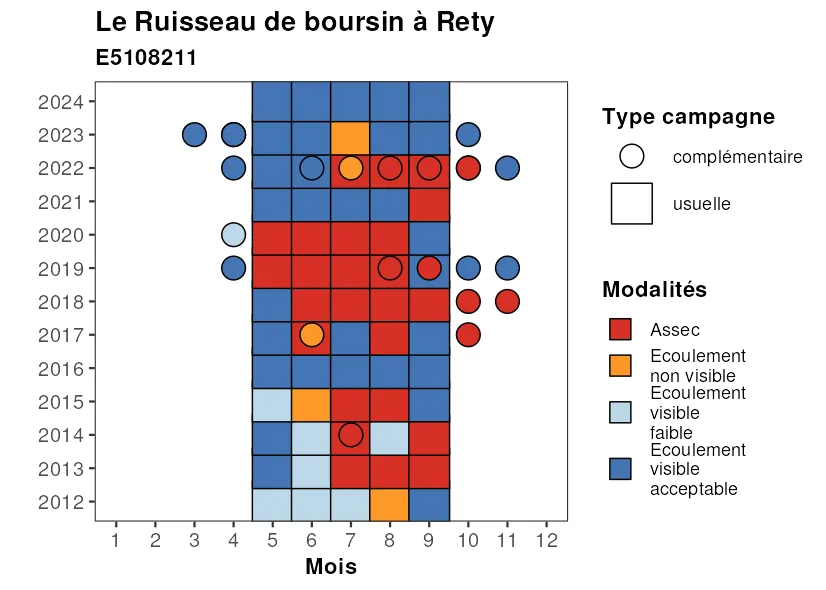 Le Ruisseau de boursin à Rety
E5108211
2024
2023
2022
2021
2020
2019
2018
2017
2016
2015
2014
2013
2012
1 2 3 4 5 6 7 8 9 10 11 12
Mois
Type campagne
complémentaire
usuelle
Modalités
Assec
Ecoulement
non visible
Ecoulement
visible
faible
Ecoulement
visible
acceptable